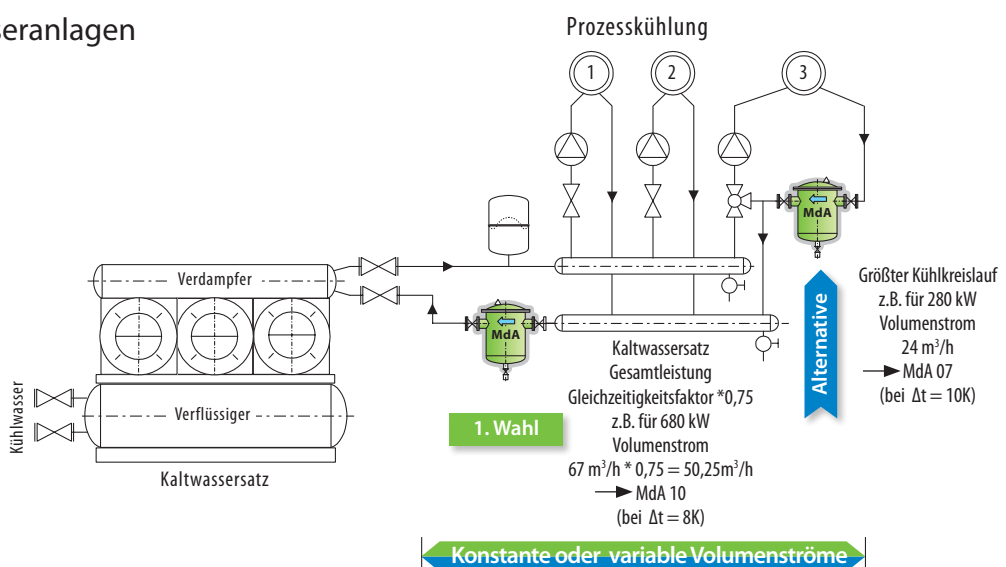 seranlagen
Prozesskühlung
1
2
3
MdA
Verdampfer
MdA
Verflüssiger
Kühlwasser
Kaltwassersatz
1. Wahl
Kaltwassersatz
Gesamtleistung
Gleichzeitigkeitsfaktor *0,75
z.B. für 680 kW
Volumenstrom
67 m³/h * 0,75 = 50,25m³/h
MdA 10
(bei Δt = 8K)
Alternative
Größter Kühlkreislauf
z.B. für 280 kW
Volumenstrom
24 m³/h
MdA 07
(bei Δt = 10K)
Konstante oder variable Volumenströme